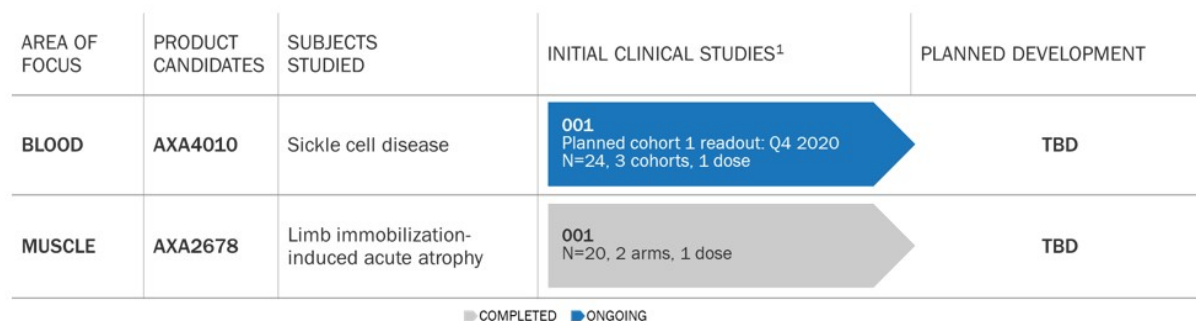 AREA OF
FOCUS
PRODUCT
CANDIDATES
SUBJECTS
STUDIED
INITIAL CLINICAL STUDIES¹
PLANNED DEVELOPMENT
BLOOD
AXA4010
Sickle cell disease
001
Planned cohort 1 readout: Q4 2020
N=24, 3 cohorts, 1 dose
TBD
MUSCLE
AXA2678
Limb immobilization-
induced acute atrophy
001
N=20, 2 arms, 1 dose
TBD
COMPLETED
ONGOING